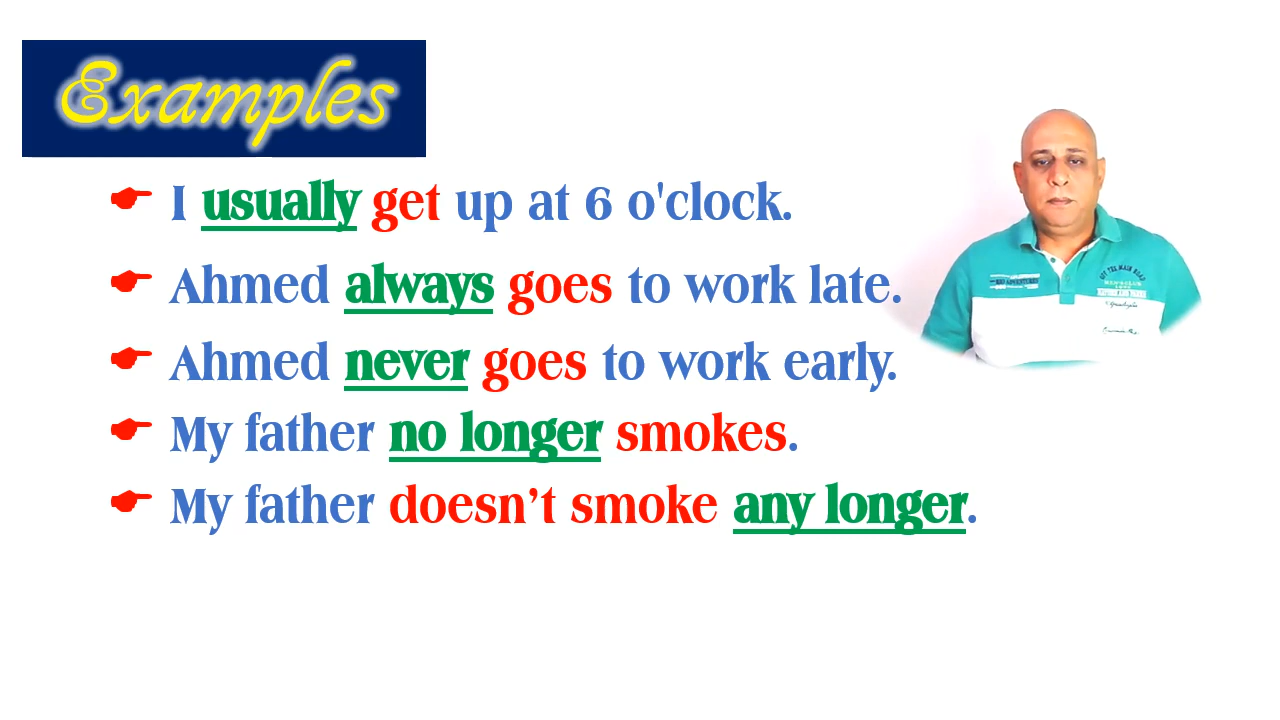 Examples
I usually get up at 6 o'clock.
Ahmed always goes to work late.
Ahmed never goes to work early.
My father no longer smokes.
My father doesn’t smoke any longer.